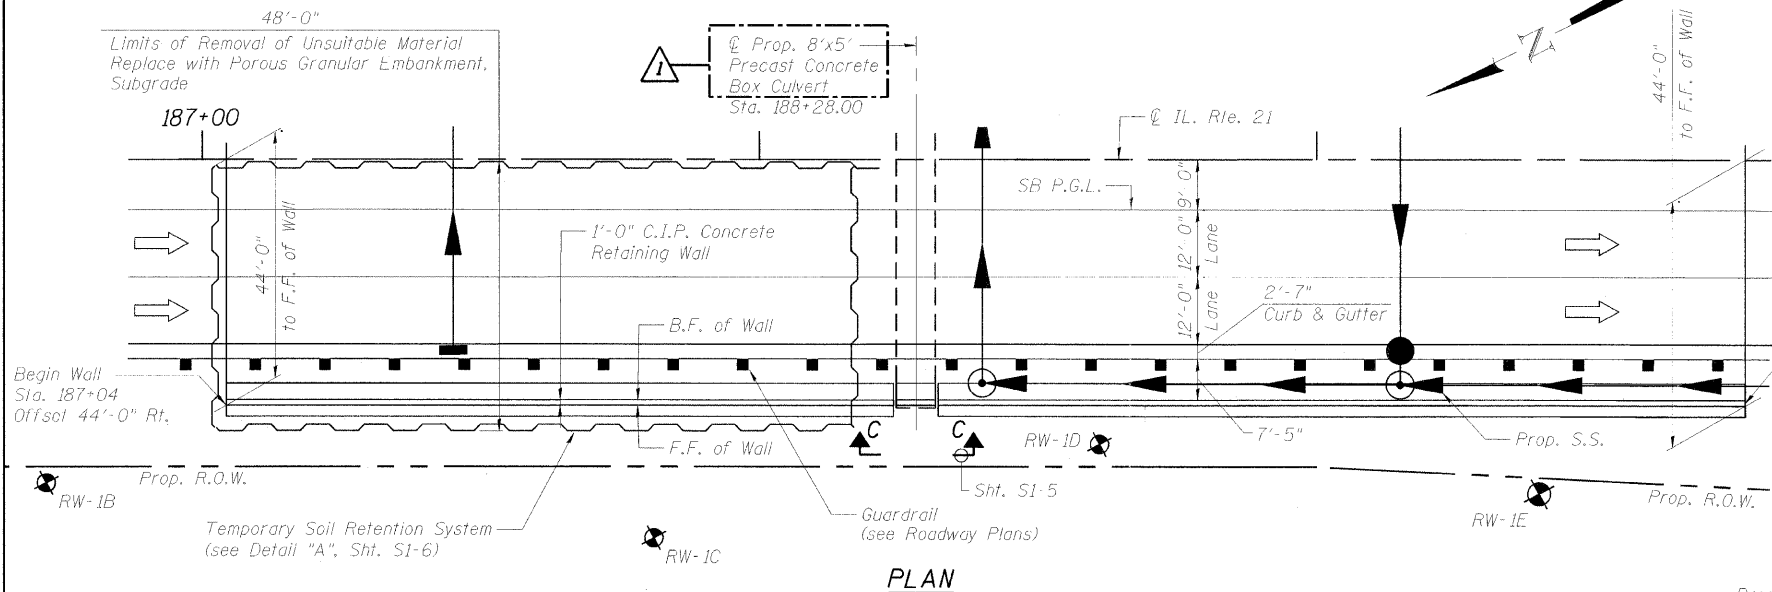 48'-0"
Limits of Removal of Unsuitable Material
Replace with Porous Granular Embankment,
Subgrade
187+00
1
℄ Prop. 8'x5'
Precast Concrete
Box Culvert
Sta. 188+28.00
N
44'-0"
to F.F. of Wall
℄ IL. Rte. 21
SB P.G.L.
9'-0"
12'-0"
Lane
12'-0"
Lane
44'-0"
to F.F. of Wall
1'-0" C.I.P. Concrete
Retaining Wall
B.F. of Wall
2'-7"
Curb & Gutter
Begin Wall
Sta. 187+04
Offset 44'-0" Rt.
F.F. of Wall
C
C
RW-1D
7'-5"
Prop. S.S.
RW-1B
Prop. R.O.W.
Sht. S1-5
Prop. R.O.W.
RW-1E
Temporary Soil Retention System
(see Detail "A", Sht. S1-6)
RW-1C
Guardrail
(see Roadway Plans)
PLAN